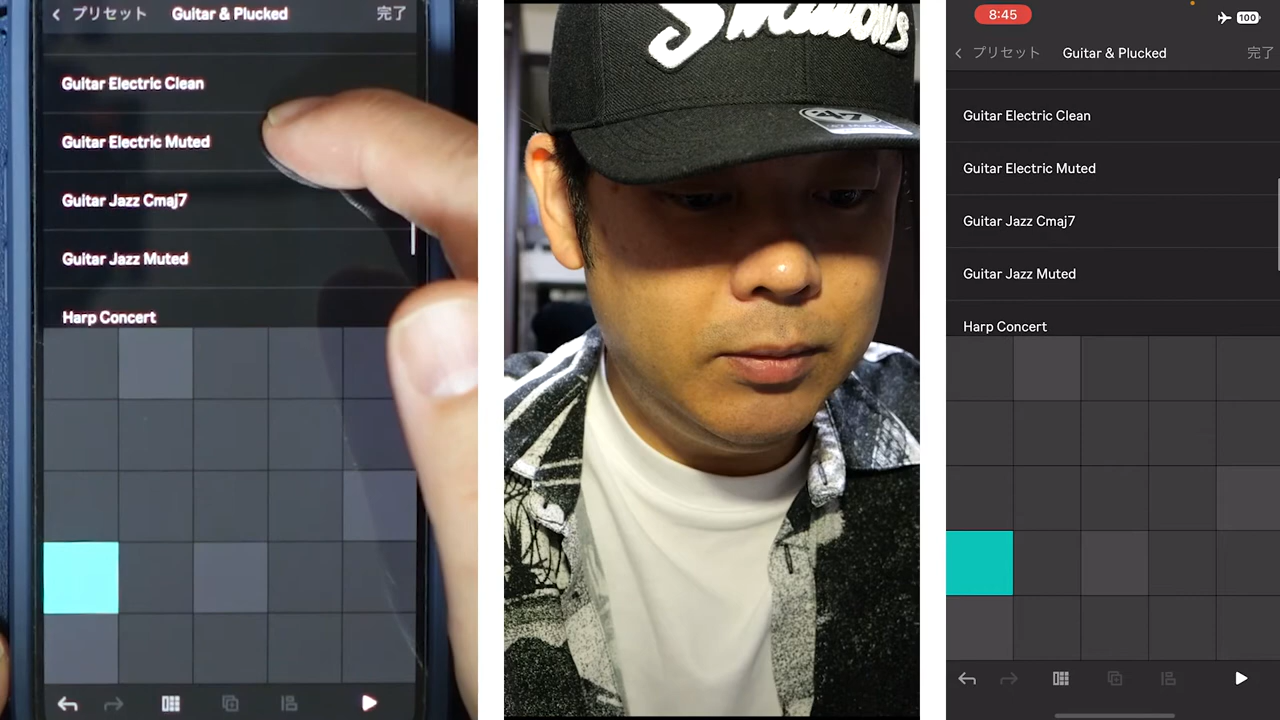 プリセット Guitar & Plucked 完了
Guitar Electric Clean
Guitar Electric Muted
Guitar Jazz Cmaj7
Guitar Jazz Muted
Harp Concert
Swallows
47
8:45
100
プリセット Guitar & Plucked 完了
Guitar Electric Clean
Guitar Electric Muted
Guitar Jazz Cmaj7
Guitar Jazz Muted
Harp Concert